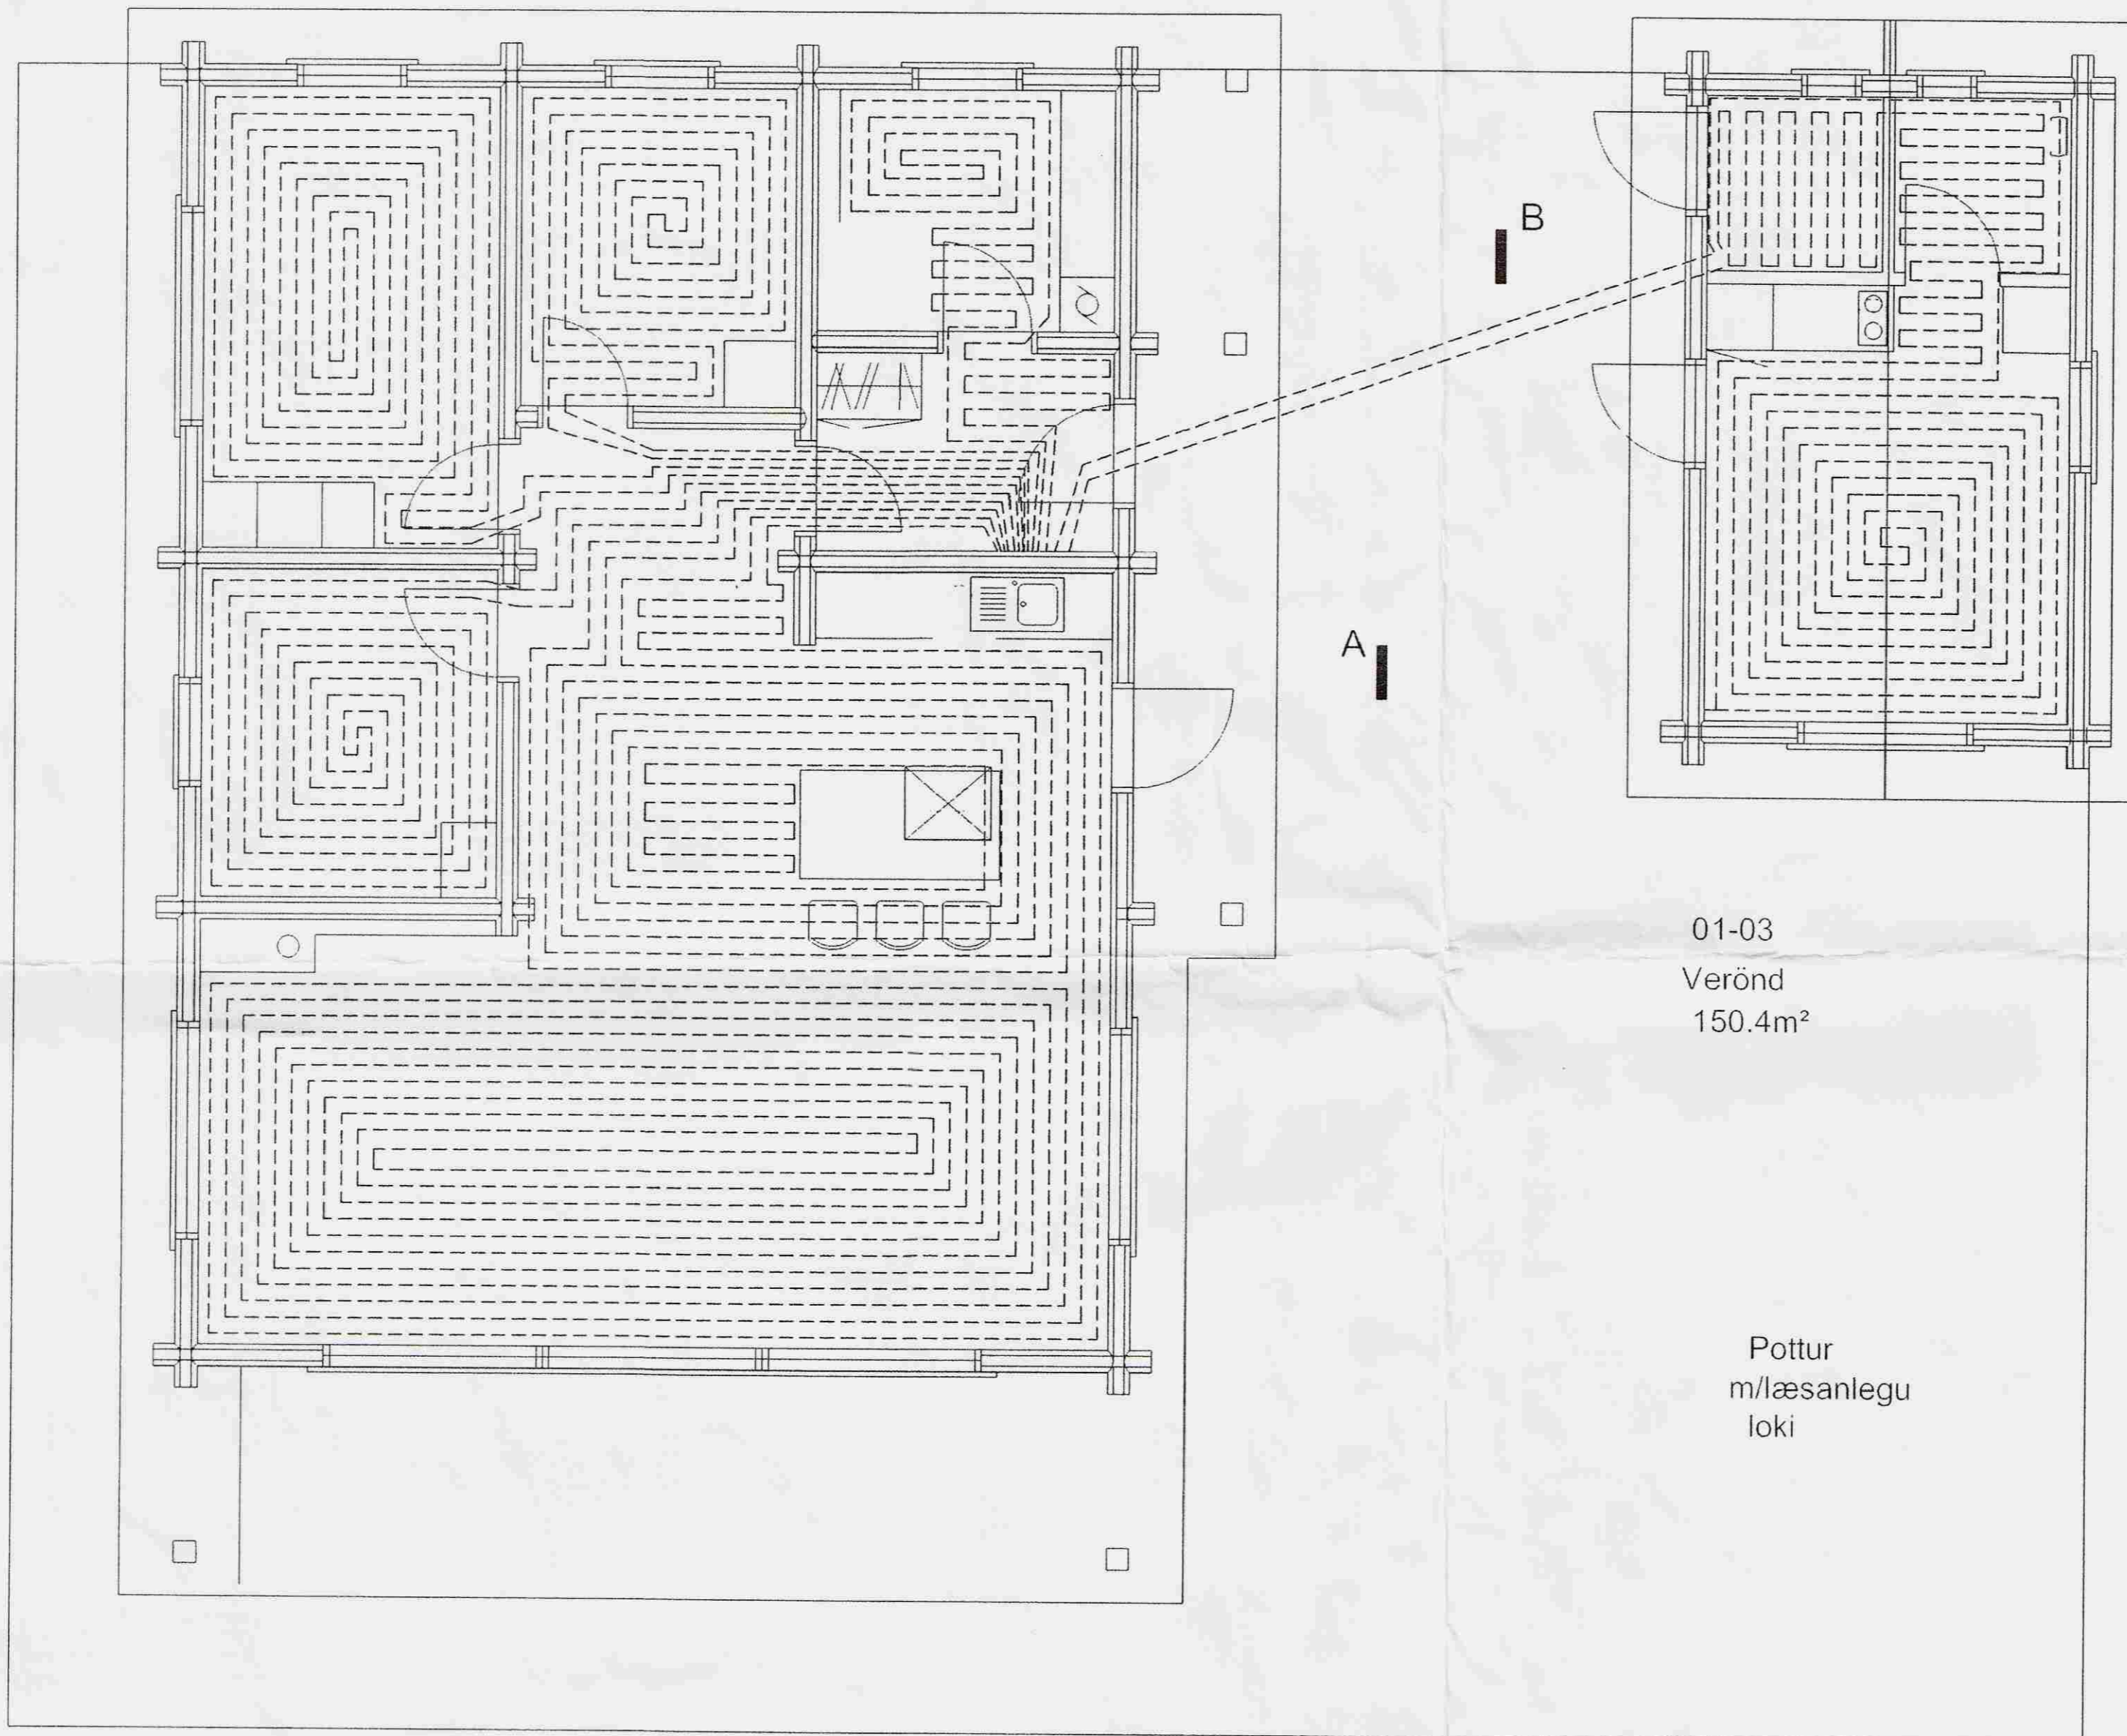 B
A
01-03
Verönd
150.4m²
Pottur
m/læsanlegu
loki